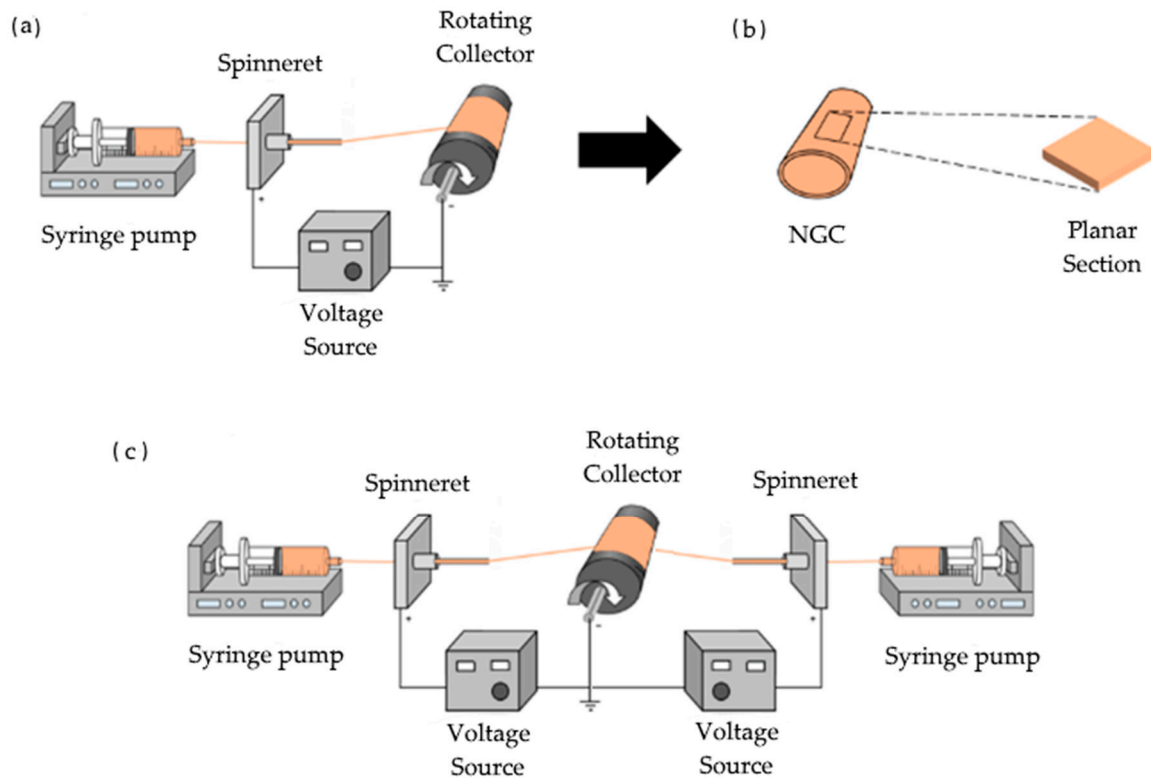 (a)
Rotating
Collector
Spinneret
+
-
Syringe pump
Voltage
Source
(b)
NGC
Planar
Section
(c)
Rotating
Collector
Spinneret
Spinneret
+
-
+
Syringe pump
Syringe pump
Voltage
Source
Voltage
Source